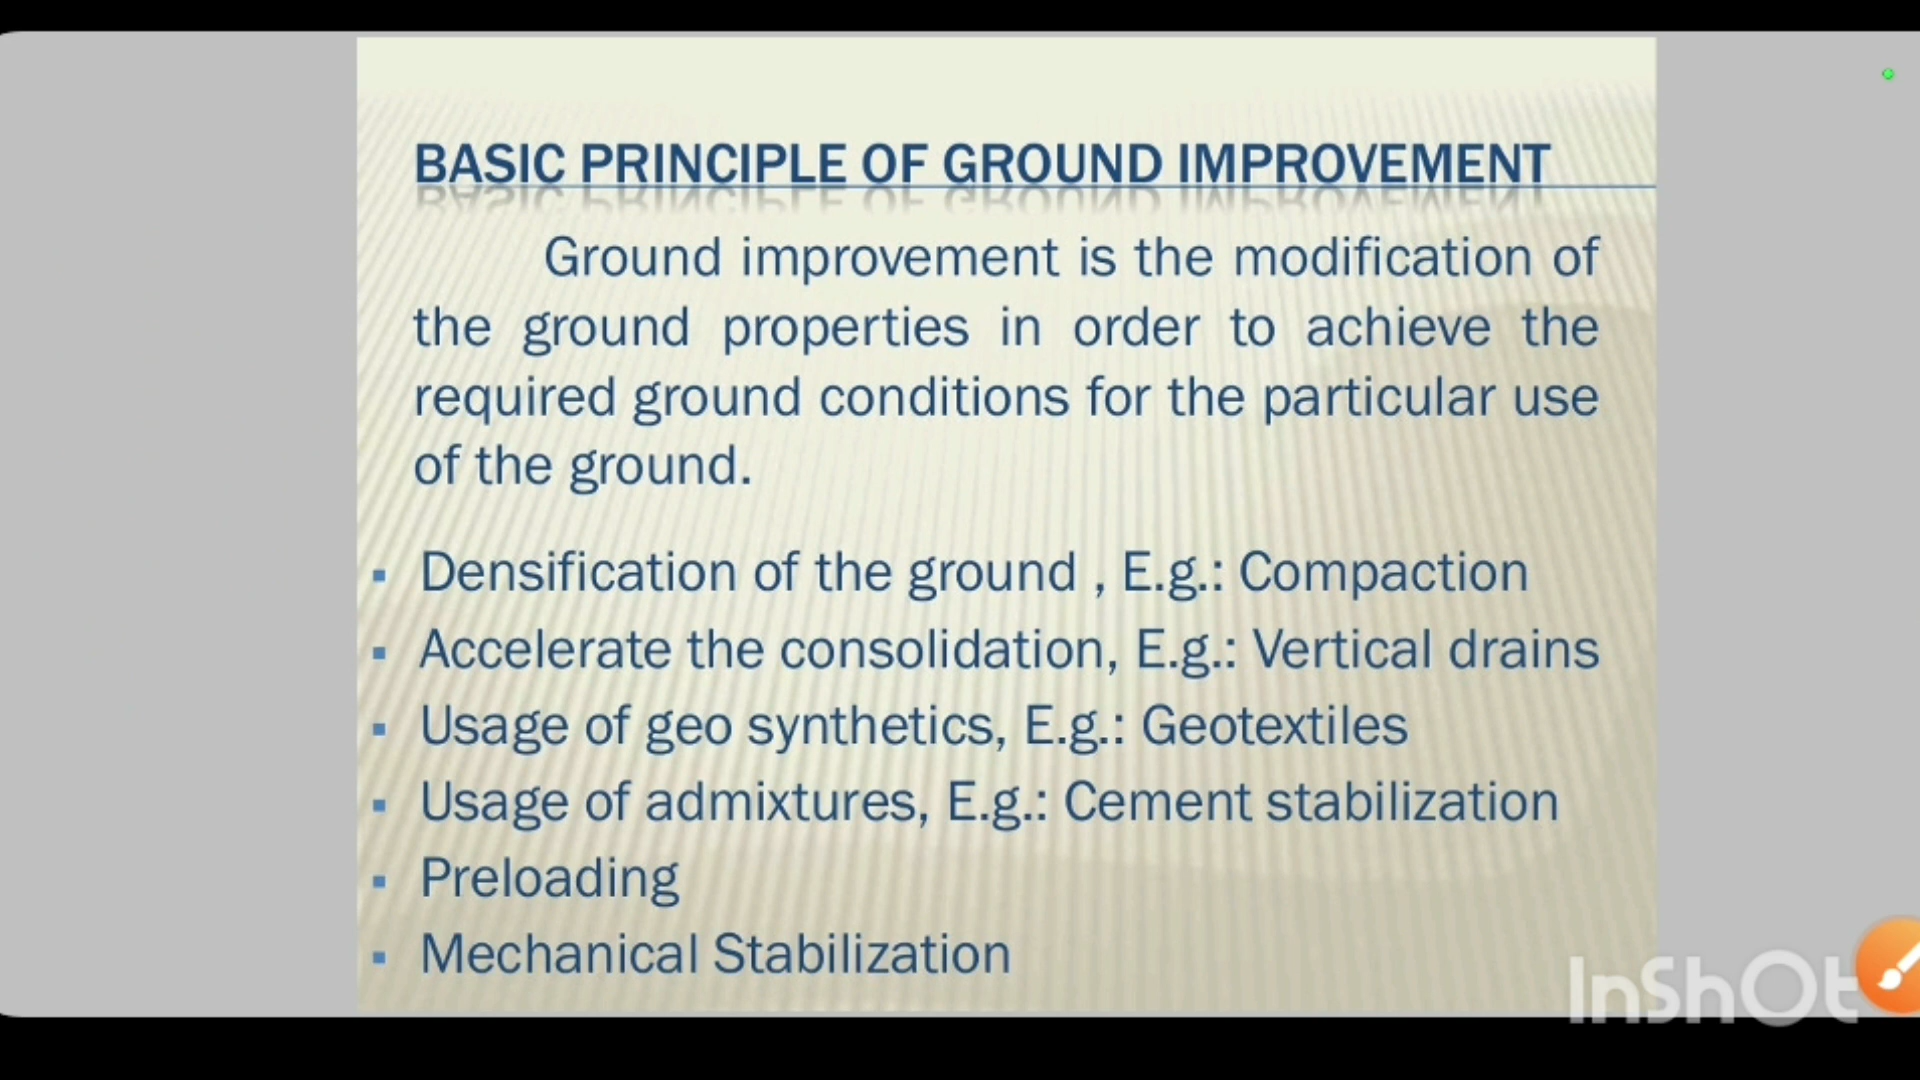 BASIC PRINCIPLE OF GROUND IMPROVEMENT
Ground improvement is the modification of
the ground properties in order to achieve the
required ground conditions for the particular use
of the ground.
▪ Densification of the ground , E.g.: Compaction
▪ Accelerate the consolidation, E.g.: Vertical drains
▪ Usage of geo synthetics, E.g.: Geotextiles
▪ Usage of admixtures, E.g.: Cement stabilization
▪ Preloading
▪ Mechanical Stabilization
InShOt